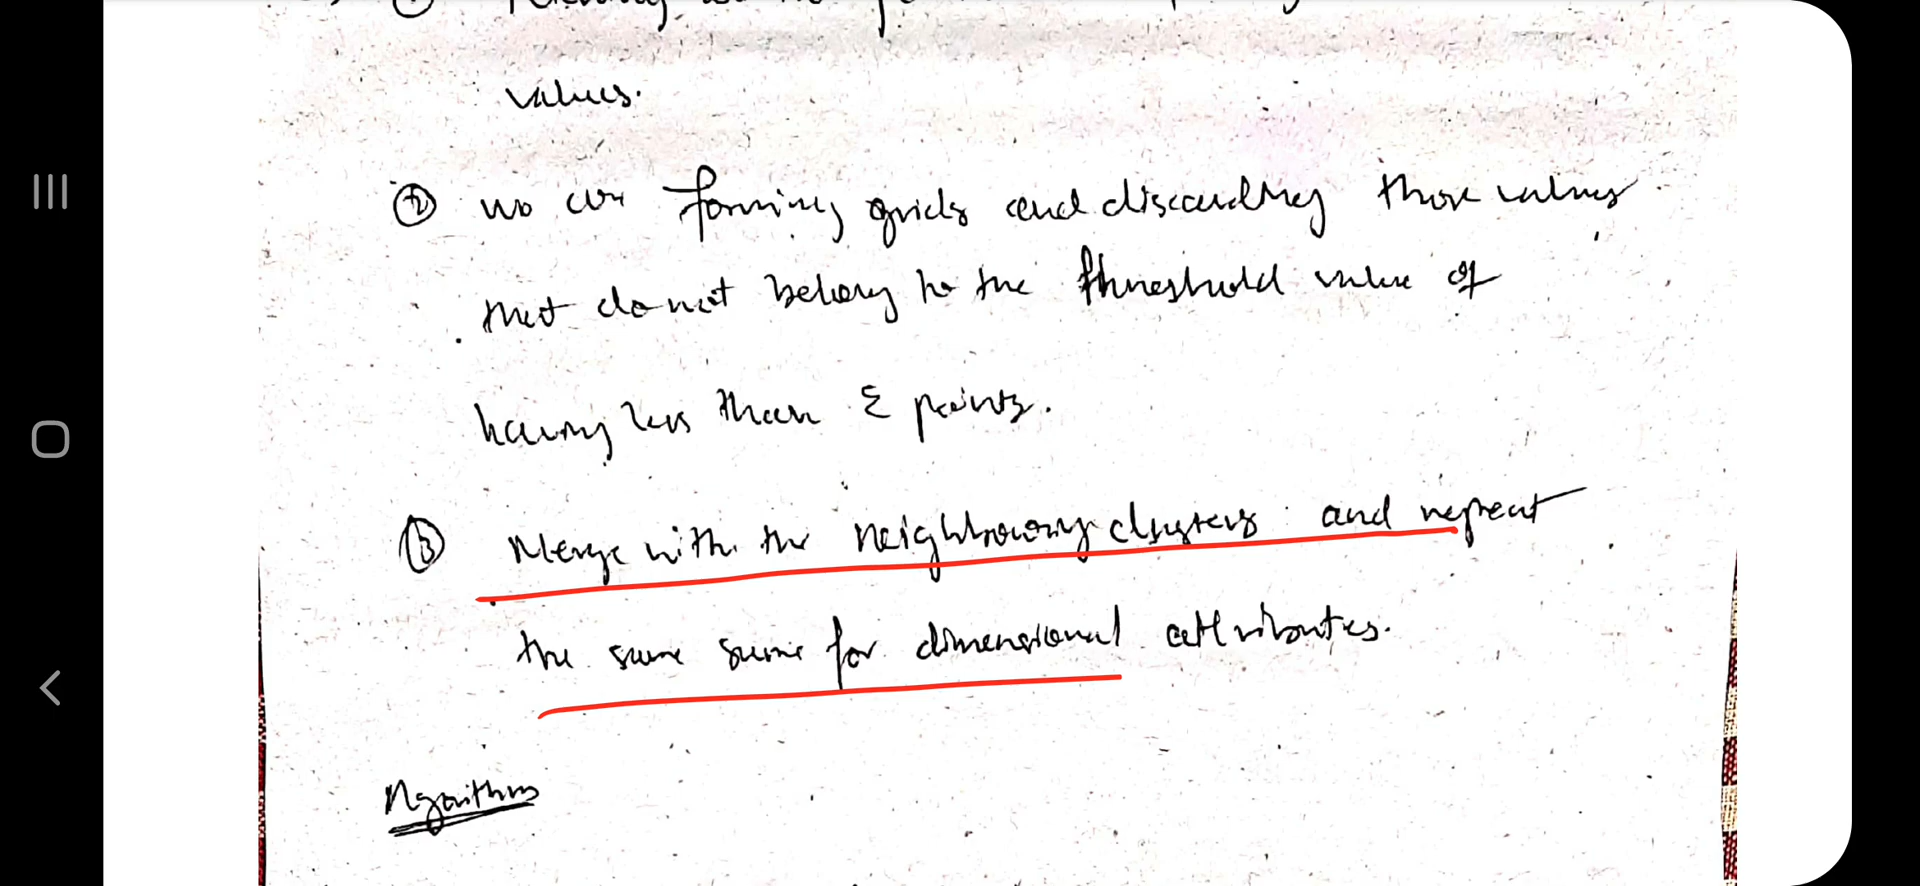 values.
② we are forming grids and discarding those values
that do not belong to the threshold value of
having less than Σ points.
③ Merge with the neighbouring clusters and repeat
the same same for dimensional attributes.
Algorithm